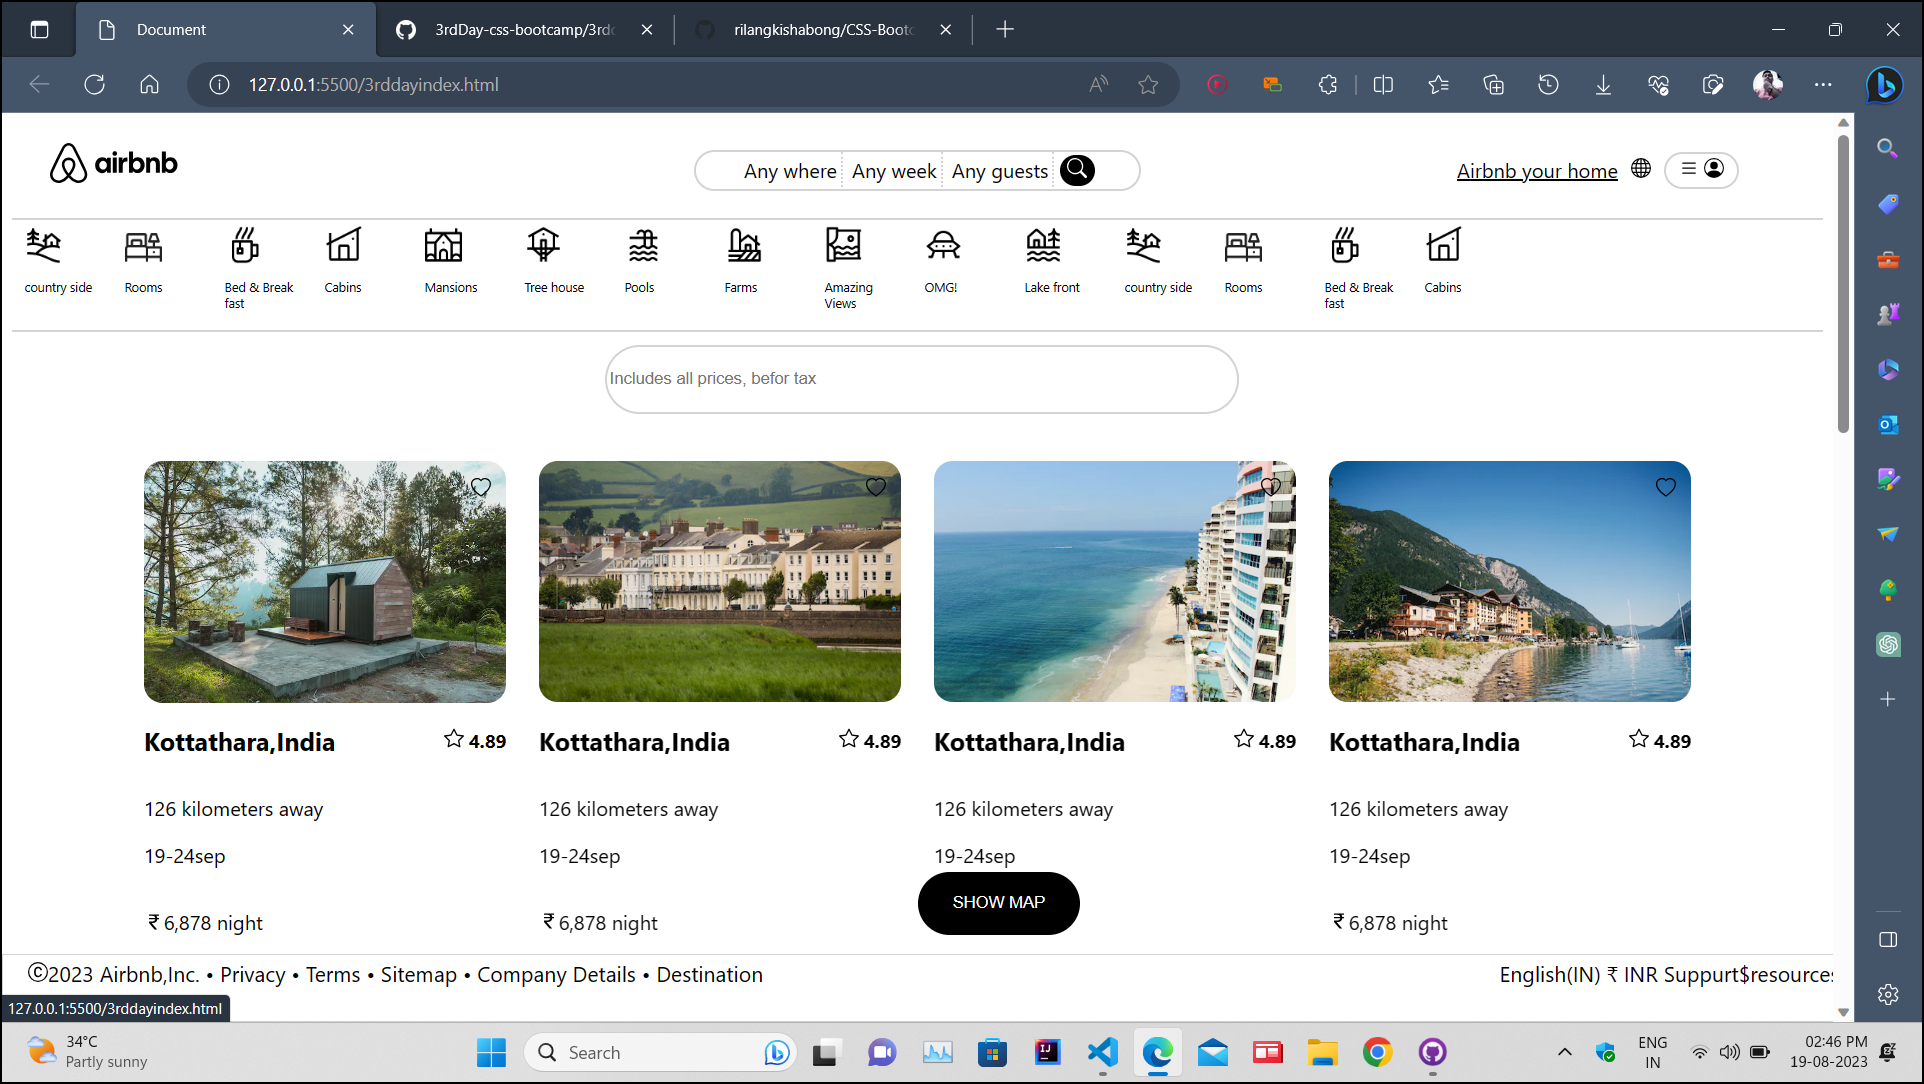 Document
3rdDay-css-bootcamp/3rd
rilangkishabong/CSS-Bootc
127.0.0.1:5500/3rddayindex.html
airbnb
Any where
Any week
Any guests
Airbnb your home
country side
Rooms
Bed & Break
fast
Cabins
Mansions
Tree house
Pools
Farms
Amazing
Views
OMG!
Lake front
country side
Rooms
Bed & Break
fast
Cabins
Includes all prices, befor tax
Kottathara,India 4.89
Kottathara,India 4.89
Kottathara,India 4.89
Kottathara,India 4.89
126 kilometers away
126 kilometers away
126 kilometers away
126 kilometers away
19-24sep
19-24sep
19-24sep
19-24sep
₹ 6,878 night
₹ 6,878 night
SHOW MAP
₹ 6,878 night
©2023 Airbnb,Inc. • Privacy • Terms • Sitemap • Company Details • Destination
English(IN) ₹ INR Suppurt$resources
127.0.0.1:5500/3rddayindex.html
34°C
Partly sunny
Search
ENG
IN
02:46 PM
19-08-2023